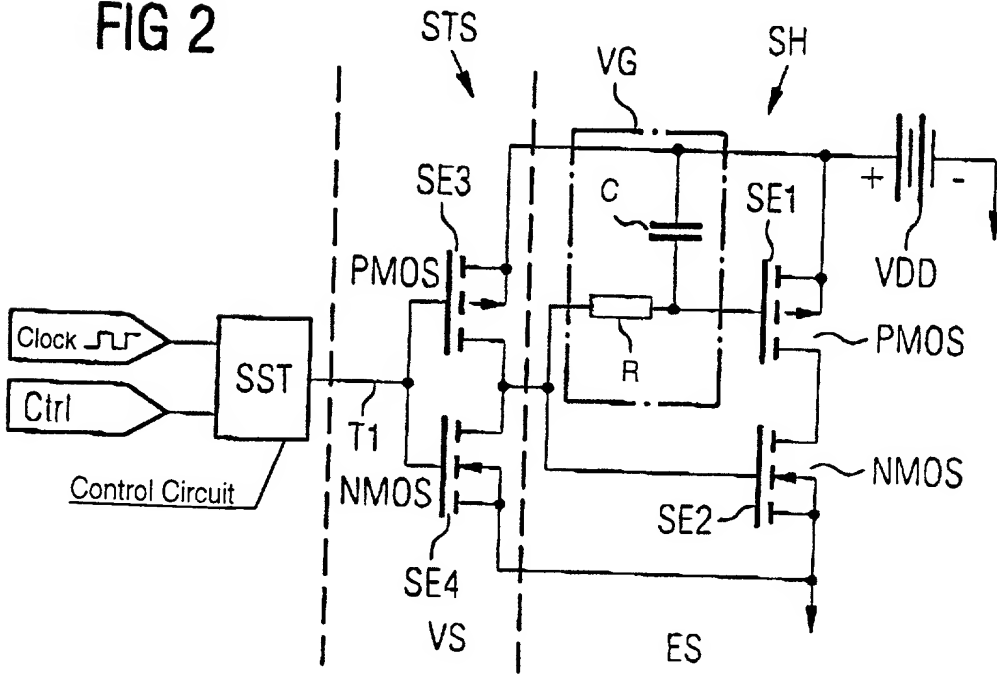 FIG 2
STS
SH
VG
SE3
C
SE1
+
-
VDD
PMOS
Clock
SST
R
PMOS
Ctrl
T1
NMOS
NMOS
Control Circuit
SE2
SE4
VS
ES